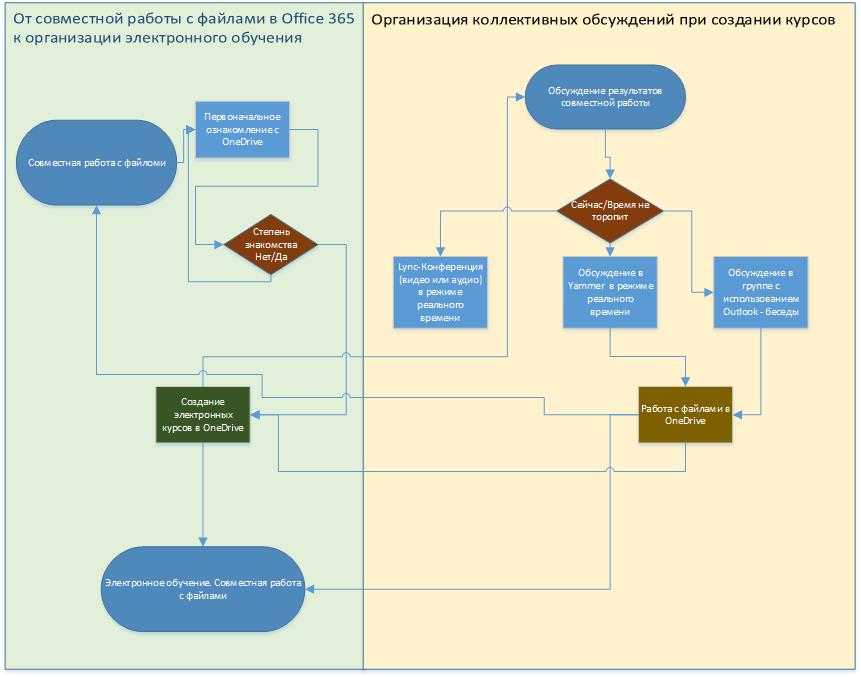 От совместной работы с файлами в Office 365
к организации электронного обучения
Организация коллективных обсуждений при создании курсов
Совместная работа с файломи
Первоначальное
ознакомление с
OneDrive
Степень
знакомства
Нет/Да
Создание
электронных
курсов в OneDrive
Электронное обучение. Совместная работа
с файлами
Обсуждение результатов
совместной работы
Сейчас/Время не
торопит
Lync-Конференция
(видео или аудио)
в режиме
реального
времени
Обсуждение в
Yammer в режиме
реального
времени
Обсуждение в
группе с
использованием
Outlook - беседы
Работа с файлами в
OneDrive